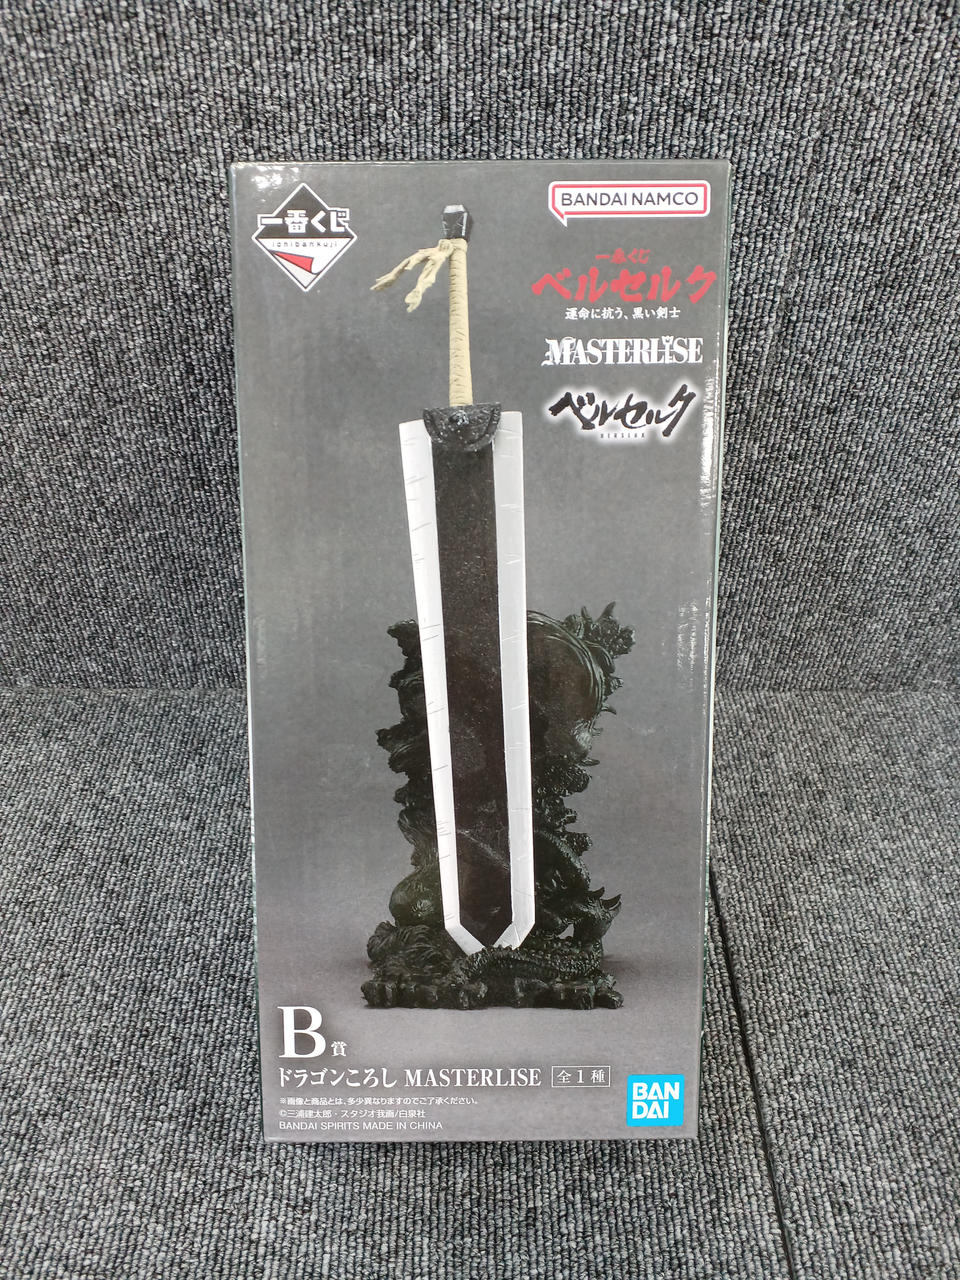 一番くじ
ichibankuji
BANDAI NAMCO
一番くじ
ベルセルク
運命に抗う、黒い剣士
MASTERLISE
ベルセルク
BERSERK
B賞
ドラゴンころし MASTERLISE 全1種
※画像と商品とは、多少異なりますのでご了承ください。
©三浦建太郎・スタジオ我画/白泉社
BANDAI SPIRITS MADE IN CHINA
BAN
DAI